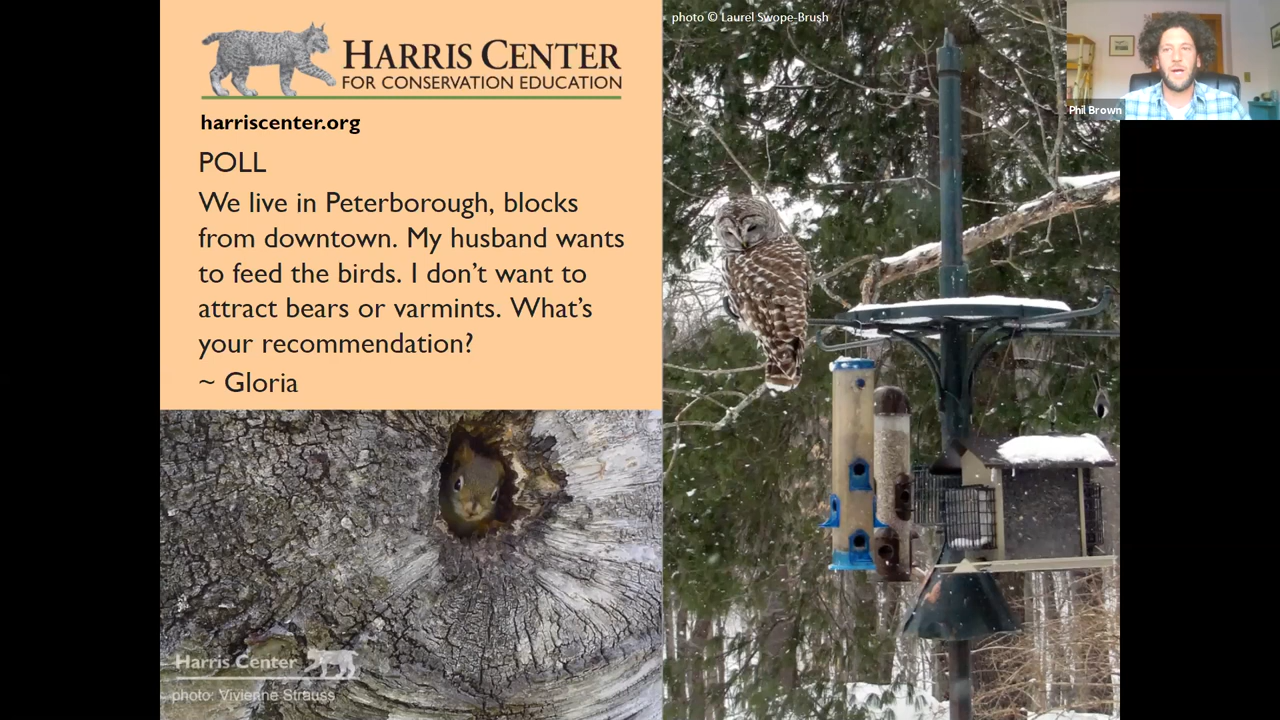 HARRIS CENTER
FOR CONSERVATION EDUCATION
harriscenter.org
POLL
We live in Peterborough, blocks
from downtown. My husband wants
to feed the birds. I don't want to
attract bears or varmints. What's
your recommendation?
~ Gloria
Harris Center
photo: Vivienne Strauss
photo © Laurel Swope-Brush
Phil Brown